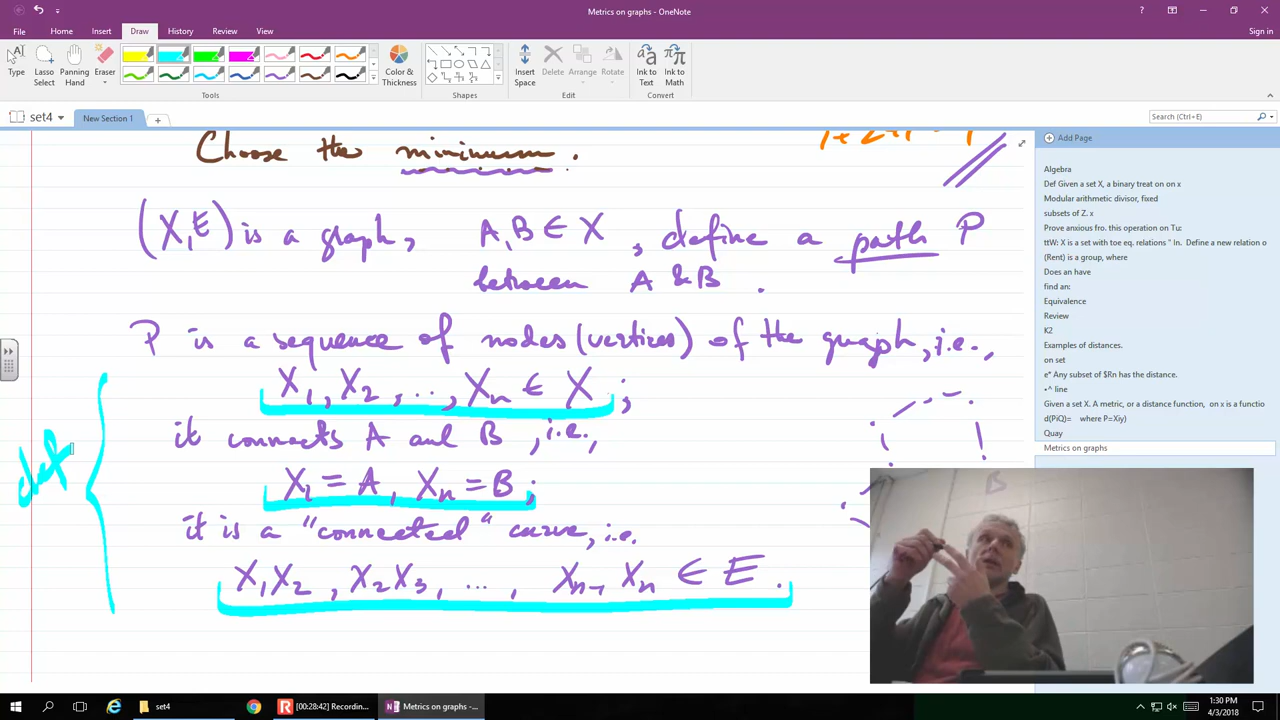 Metrics on graphs - OneNote
? Sign in
File Home Insert Draw History Review View
Type Lasso Select Panning Hand Eraser Color & Thickness Insert Space Delete Arrange Rotate Ink to Text Ink to Math
Tools Shapes Edit Convert
set4 New Section 1 Search (Ctrl+E)
Choose the minimum.
(X,E) is a graph, A,B ∈ X, define a path P
between A & B.
P is a sequence of nodes (vertices) of the graph, i.e.,
X₁, X₂, ..., Xn ∈ X;
it connects A and B, i.e.,
X₁ = A, Xn = B;
it is a "connected" curve, i.e.
X₁X₂, X₂X₃, ..., Xn-1 Xn ∈ E.
B
Add Page
Algebra
Def Given a set X, a binary treat on on x
Modular arithmetic divisor, fixed
subsets of Z. x
Prove anxious fro. this operation on Tu:
ttW: X is a set with toe eq. relations " ln. Define a new relation o
(Rent) is a group, where
Does an have
find an:
Equivalence
Review
K2
Examples of distances.
on set
e* Any subset of $Rn has the distance.
•^ line
Given a set X. A metric, or a distance function, on x is a functio
d(PiQ)= where P=Xiy)
Quay
Metrics on graphs
set4 [00:28:42] Recordin... Metrics on graphs - ...
1:30 PM
4/3/2018